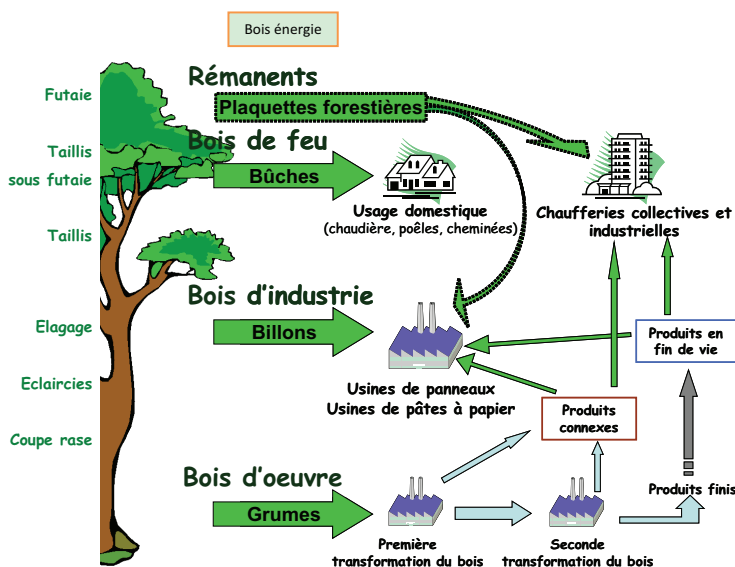 Bois énergie
Rémanents
Plaquettes forestières
Bois de feu
Bûches
Usage domestique
(chaudière, poêles, cheminées)
Chaufferies collectives et
industrielles
Futaie
Taillis
sous futaie
Taillis
Elagage
Eclaircies
Coupe rase
Bois d'industrie
Billons
Usines de panneaux
Usines de pâtes à papier
Produits en
fin de vie
Produits
connexes
Bois d'oeuvre
Grumes
Première
transformation du bois
Seconde
transformation du bois
Produits finis